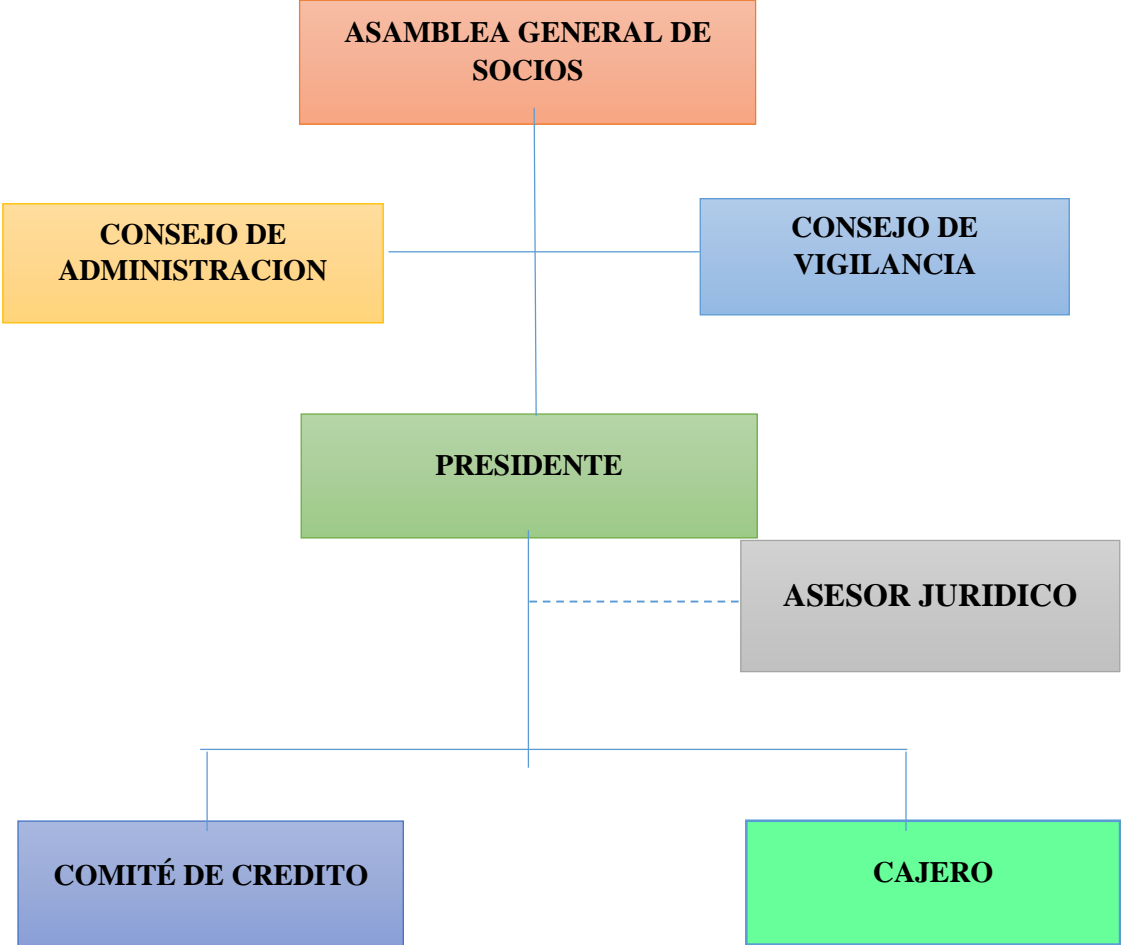 ASAMBLEA GENERAL DE
SOCIOS
CONSEJO DE
ADMINISTRACION
CONSEJO DE
VIGILANCIA
PRESIDENTE
ASESOR JURIDICO
COMITÉ DE CREDITO
CAJERO